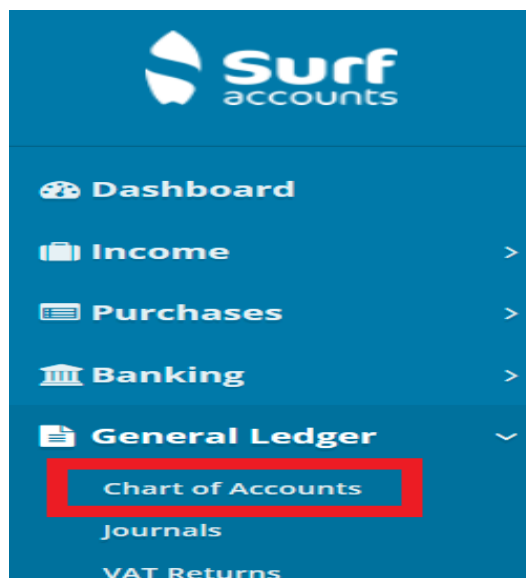 Surf
accounts
Dashboard
Income
Purchases
Banking
General Ledger
Chart of Accounts
Journals
VAT Returns